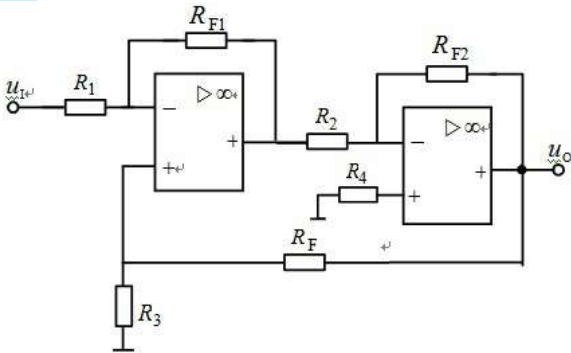 R_F1
R_F2
u_I
R_1
▷∞
−
+
+
R_2
▷∞
−
+
+
u_O
R_4
R_F
R_3